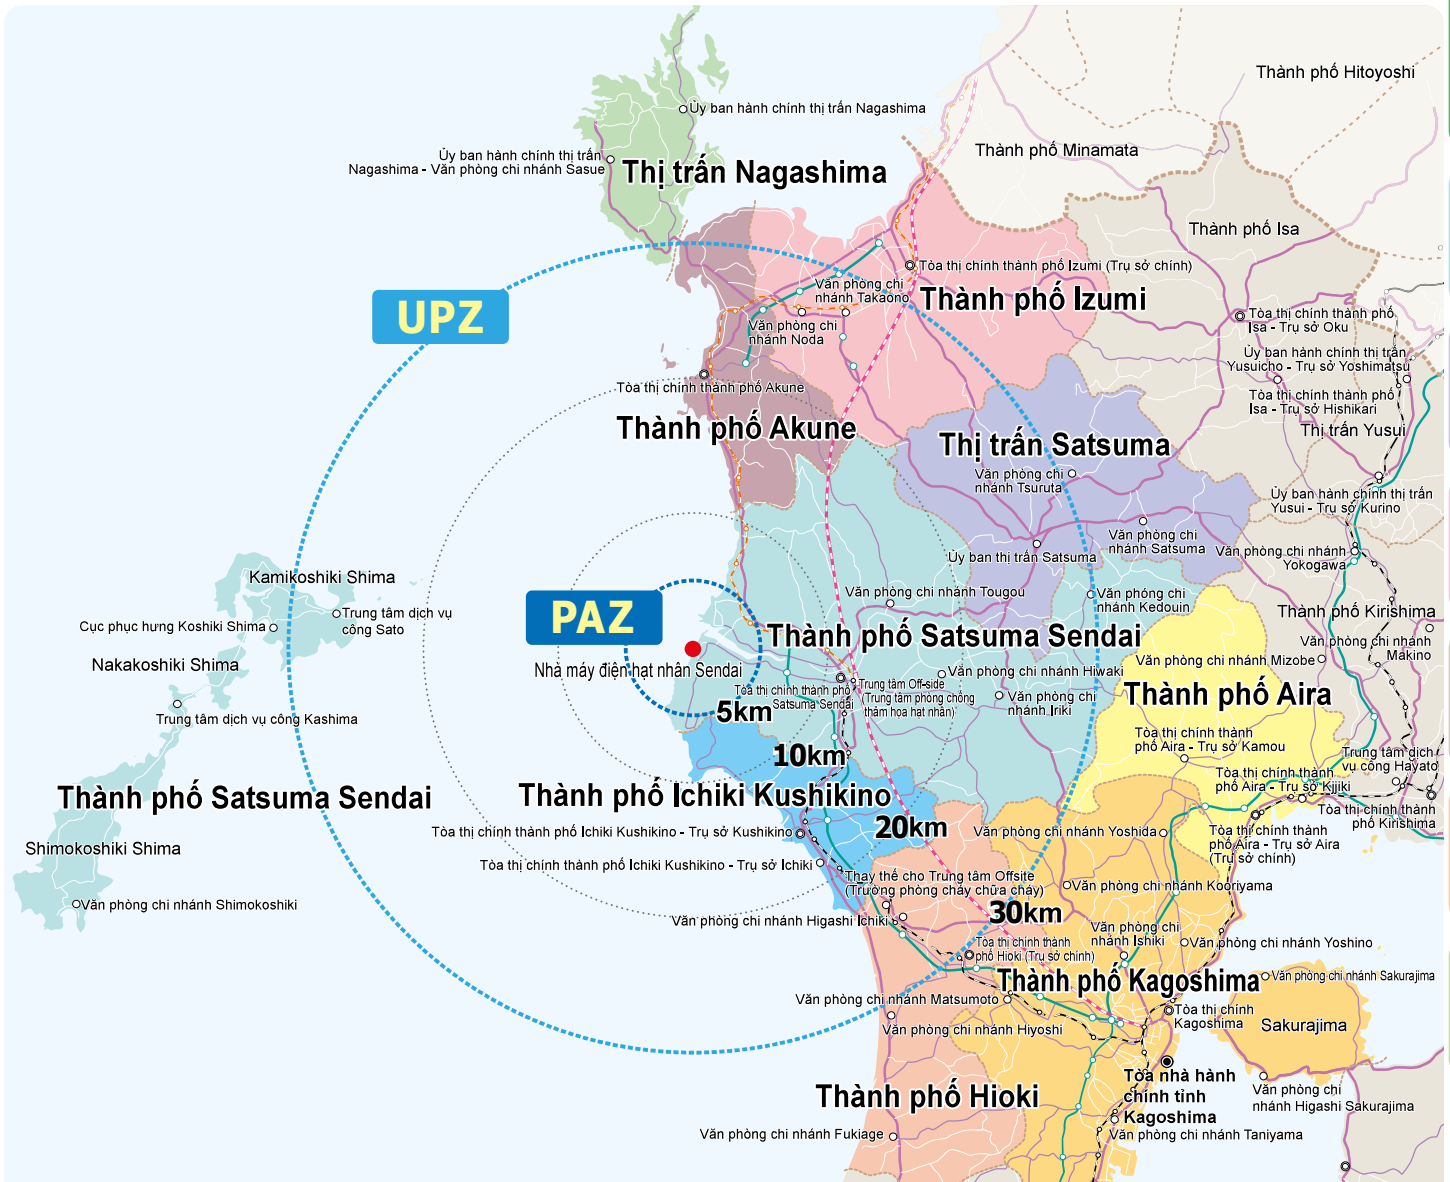 Thành phố Hitoyoshi
Ủy ban hành chính thị trấn Nagashima
Thành phố Minamata
Ủy ban hành chính thị trấn
Nagashima - Văn phòng chi nhánh Sasue
Thị trấn Nagashima
Thành phố Isa
Tòa thị chính thành phố Izumi (Trụ sở chính)
Văn phòng chi
nhánh Takaono
Thành phố Izumi
UPZ
Tòa thị chính thành phố
Isa - Trụ sở Oku
Văn phòng chi
nhánh Noda
Ủy ban hành chính thị trấn
Yusuicho - Trụ sở Yoshimatsu
Tòa thị chính thành phố Akune
Tòa thị chính thành phố
Isa - Trụ sở Hishikari
Thành phố Akune
Thị trấn Yusui
Thị trấn Satsuma
Văn phòng chi
nhánh Tsuruta
Ủy ban hành chính thị trấn
Yusui - Trụ sở Kurino
Văn phòng chi
nhánh Satsuma
Ủy ban thị trấn Satsuma
Văn phòng chi nhánh
Yokogawa
Kamikoshiki Shima
Văn phòng chi nhánh Tougou
Văn phóng chi
nhánh Kedouin
PAZ
Trung tâm dịch vụ
công Sato
Cục phục hưng Koshiki Shima
Thành phố Kirishima
Thành phố Satsuma Sendai
Văn phòng chi nhánh
Makino
Nakakoshiki Shima
Nhà máy điện hạt nhân Sendai
Văn phòng chi nhánh Mizobe
Văn phòng chi nhánh Hiwaki
Tòa thị chính thành phố
Satsuma Sendai
Trung tâm Off-side
(Trung tâm phòng chống
thảm họa hạt nhân)
Văn phòng chi
nhánh Iriki
Thành phố Aira
5km
Trung tâm dịch vụ công Kashima
Tòa thị chính thành
phố Aira - Trụ sở Kamou
10km
Trung tâm dịch
vụ công Hayato
Tòa thị chính thành
phố Aira - Trụ sở Kijiki
Thành phố Satsuma Sendai
Thành phố Ichiki Kushikino
Tòa thị chính thành
phố Kirishima
20km
Tòa thị chính thành phố Ichiki Kushikino - Trụ sở Kushikino
Văn phòng chi nhánh Yoshida
Tòa thị chính thành
phố Aira - Trụ sở Aira
(Trụ sở chính)
Shimokoshiki Shima
Tòa thị chính thành phố Ichiki Kushikino - Trụ sở Ichiki
Thay thế cho Trung tâm Offsite
(Trường phòng cháy chữa cháy)
Văn phòng chi nhánh Kooriyama
Văn phòng chi nhánh Shimokoshiki
30km
Văn phòng chi nhánh Higashi Ichiki
Văn phòng chi
nhánh Ishiki
Văn phòng chi nhánh Yoshino
Tòa thị chính thành
phố Hioki (Trụ sở chính)
Thành phố Kagoshima
Văn phòng chi nhánh Sakurajima
Văn phòng chi nhánh Matsumoto
Tòa thị chính
Kagoshima
Văn phòng chi nhánh Hiyoshi
Sakurajima
Tòa nhà hành
chính tỉnh
Kagoshima
Thành phố Hioki
Văn phòng chi
nhánh Higashi Sakurajima
Văn phòng chi nhánh Fukiage
Văn phòng chi nhánh Taniyama